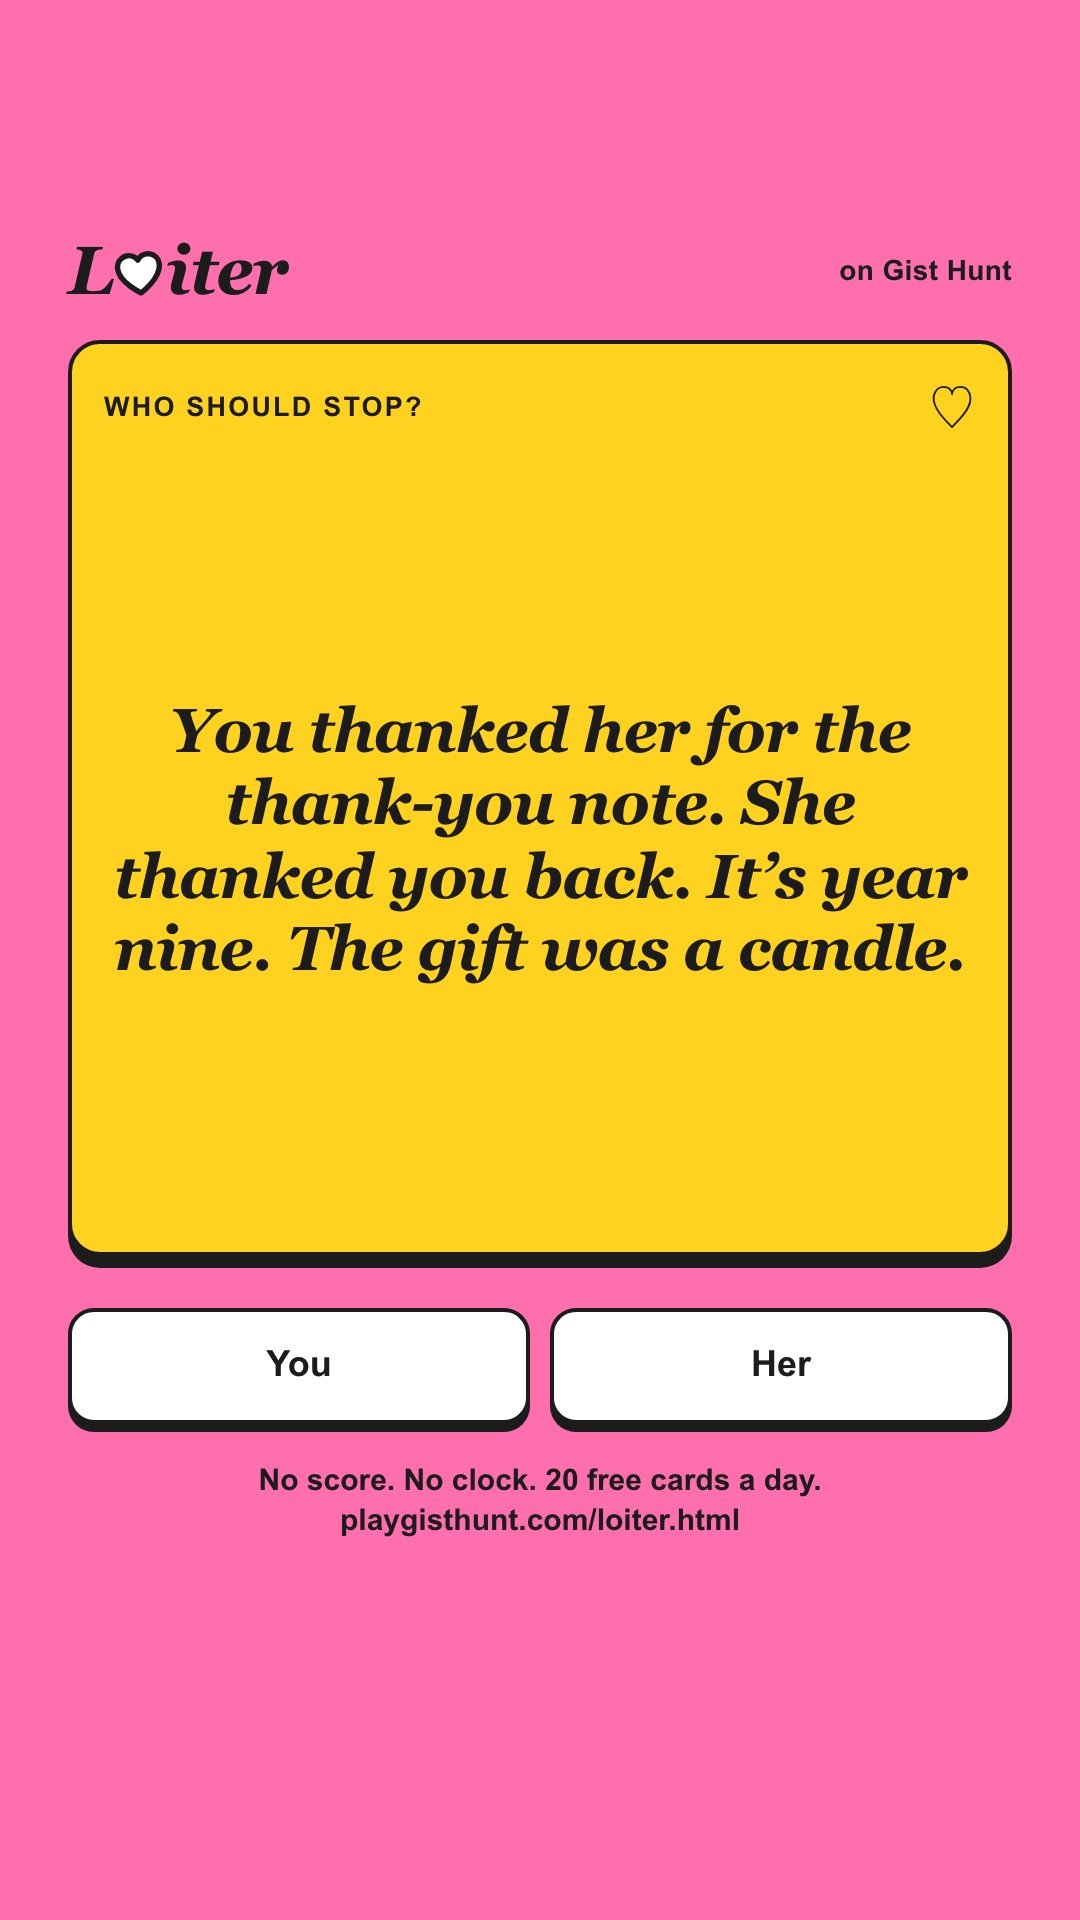 Loiter
on Gist Hunt
WHO SHOULD STOP?
You thanked her for the
thank-you note. She
thanked you back. It’s year
nine. The gift was a candle.
You
Her
No score. No clock. 20 free cards a day.
playgisthunt.com/loiter.html